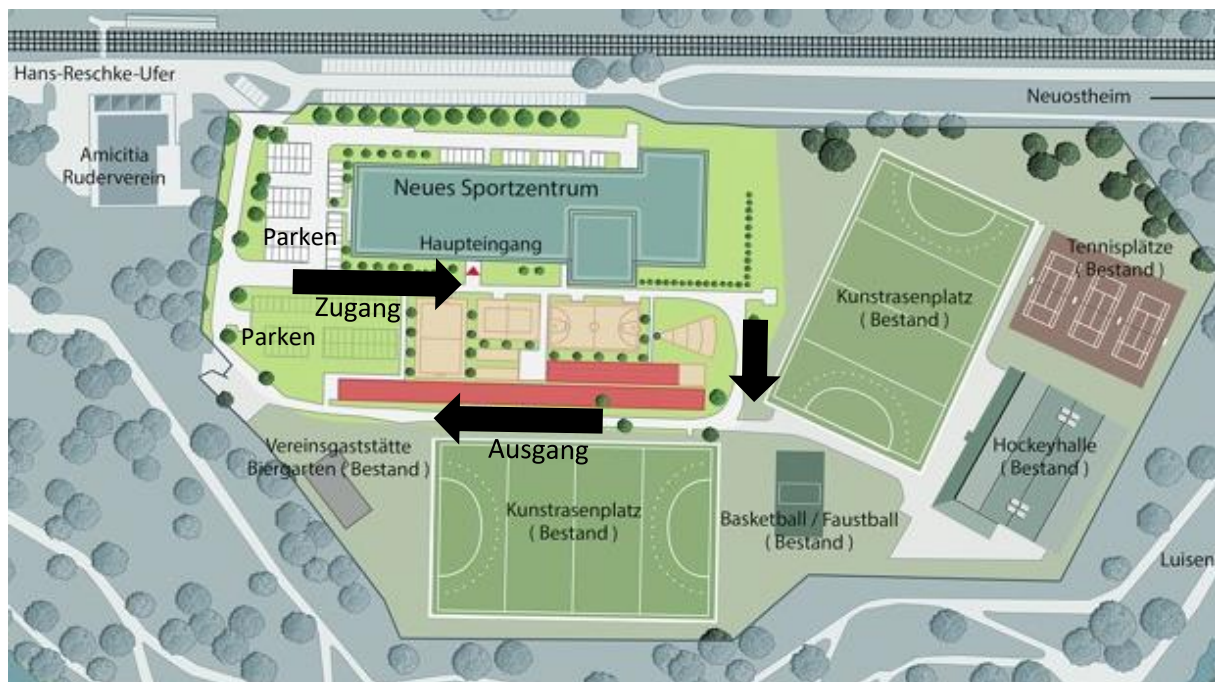 Hans-Reschke-Ufer
Neuostheim
Amicitia
Ruderverein
Neues Sportzentrum
Parken
Haupteingang
Tennisplätze
( Bestand )
Zugang
Kunstrasenplatz
( Bestand )
Parken
Vereinsgaststätte
Biergarten ( Bestand )
Ausgang
Hockeyhalle
( Bestand )
Kunstrasenplatz
( Bestand )
Basketball / Faustball
( Bestand )
Luisen